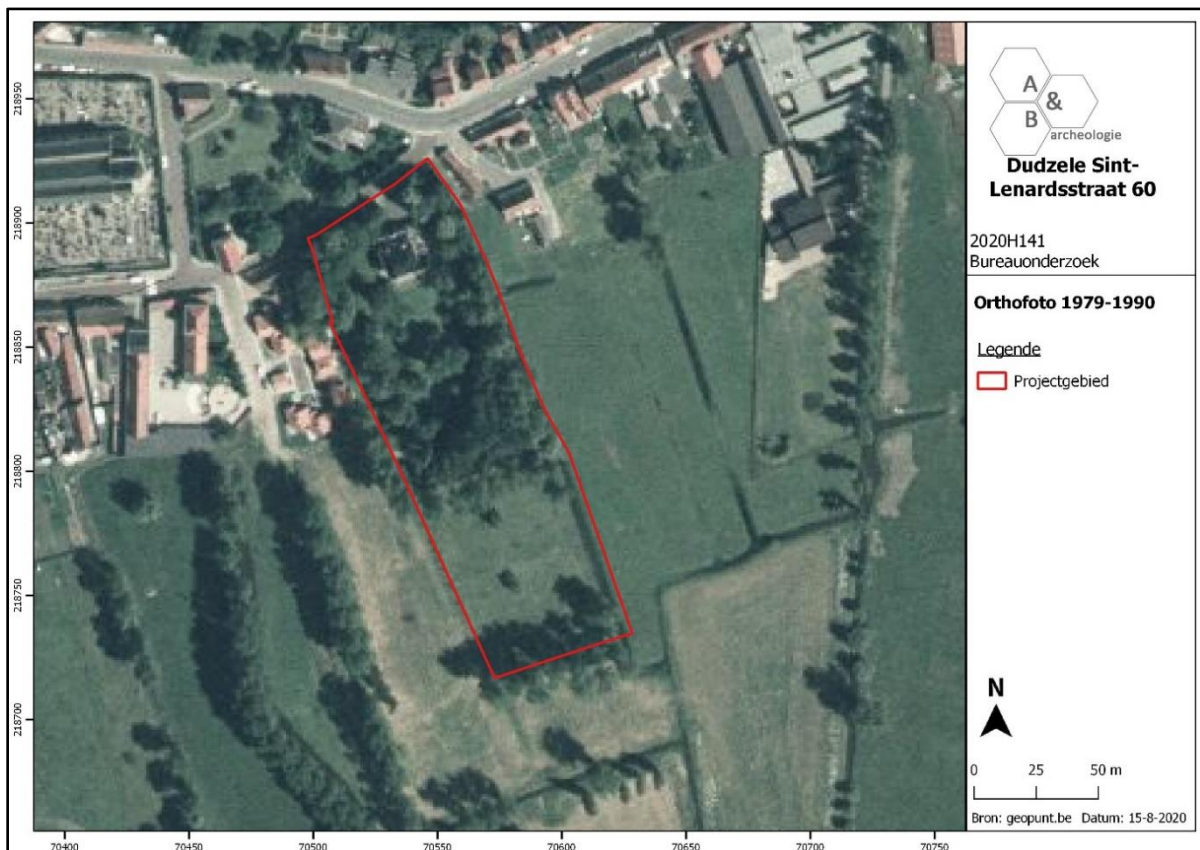 A
&
B
archeologie
Dudzele Sint-
Lenardsstraat 60
2020H141
Bureauonderzoek
Orthofoto 1979-1990
Legende
Projectgebied
N
0 25 50 m
Bron: geopunt.be Datum: 15-8-2020
218950
218900
218850
218800
218750
218700
70400 70450 70500 70550 70600 70650 70700 70750